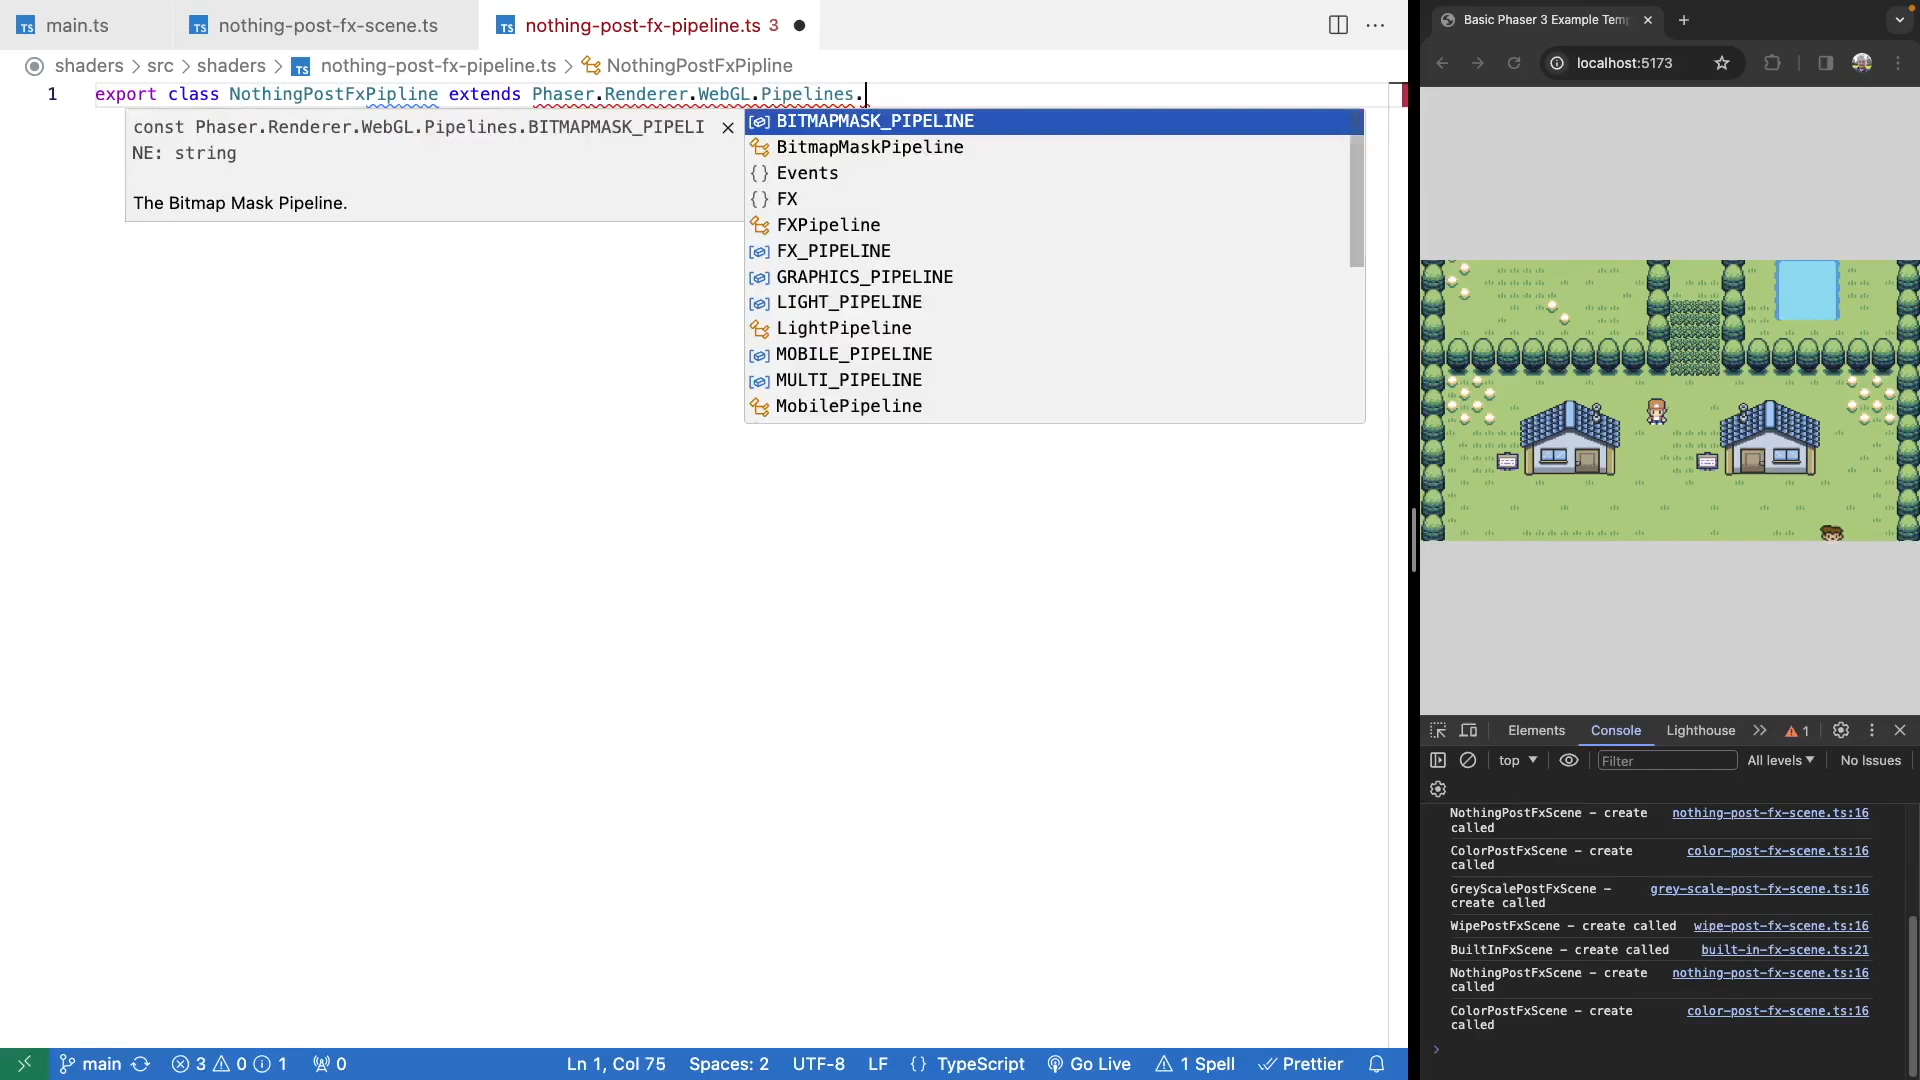 main.ts
nothing-post-fx-scene.ts
nothing-post-fx-pipeline.ts 3
shaders > src > shaders > nothing-post-fx-pipeline.ts > NothingPostFxPipline
1 export class NothingPostFxPipline extends Phaser.Renderer.WebGL.Pipelines.
const Phaser.Renderer.WebGL.Pipelines.BITMAPMASK_PIPELI
NE: string
The Bitmap Mask Pipeline.
BITMAPMASK_PIPELINE
BitmapMaskPipeline
Events
FX
FXPipeline
FX_PIPELINE
GRAPHICS_PIPELINE
LIGHT_PIPELINE
LightPipeline
MOBILE_PIPELINE
MULTI_PIPELINE
MobilePipeline
main 3 0 1 0 Ln 1, Col 75 Spaces: 2 UTF-8 LF {} TypeScript Go Live 1 Spell Prettier
Basic Phaser 3 Example Temp
localhost:5173
Elements Console Lighthouse 1
top Filter All levels No Issues
NothingPostFxScene – create called nothing-post-fx-scene.ts:16
ColorPostFxScene – create called color-post-fx-scene.ts:16
GreyScalePostFxScene – create called grey-scale-post-fx-scene.ts:16
WipePostFxScene – create called wipe-post-fx-scene.ts:16
BuiltInFxScene – create called built-in-fx-scene.ts:21
NothingPostFxScene – create called nothing-post-fx-scene.ts:16
ColorPostFxScene – create called color-post-fx-scene.ts:16